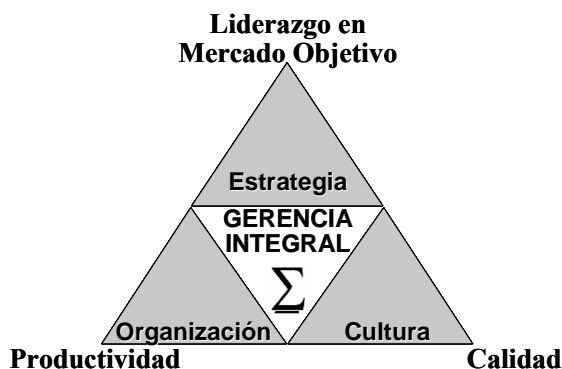 Liderazgo en
Mercado Objetivo
Estrategia
GERENCIA
INTEGRAL
Σ
Organización
Cultura
Productividad
Calidad